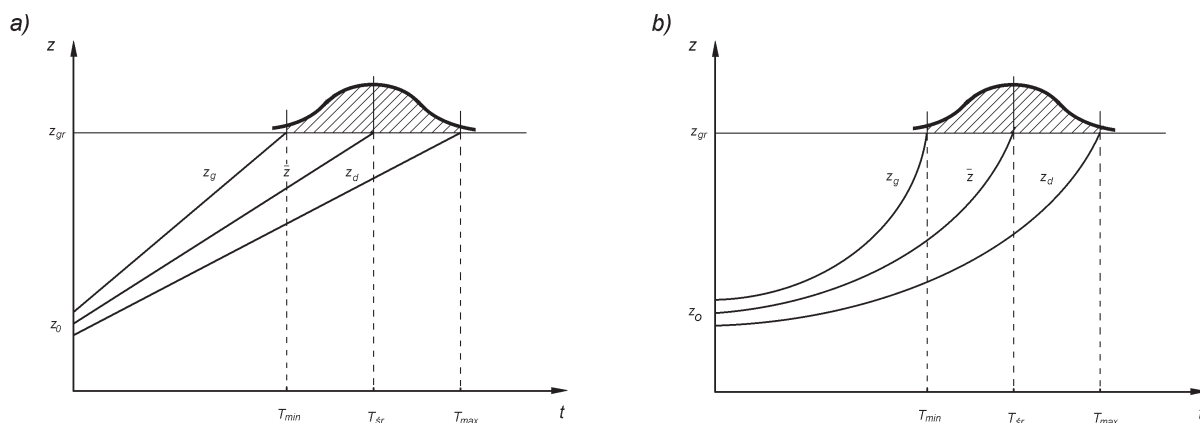 a)
z
z_gr
z_g
z̄
z_d
z_0
T_min
T_śr
T_max
t
b)
z
z_gr
z_g
z̄
z_d
z_o
T_min
T_śr
T_max
t